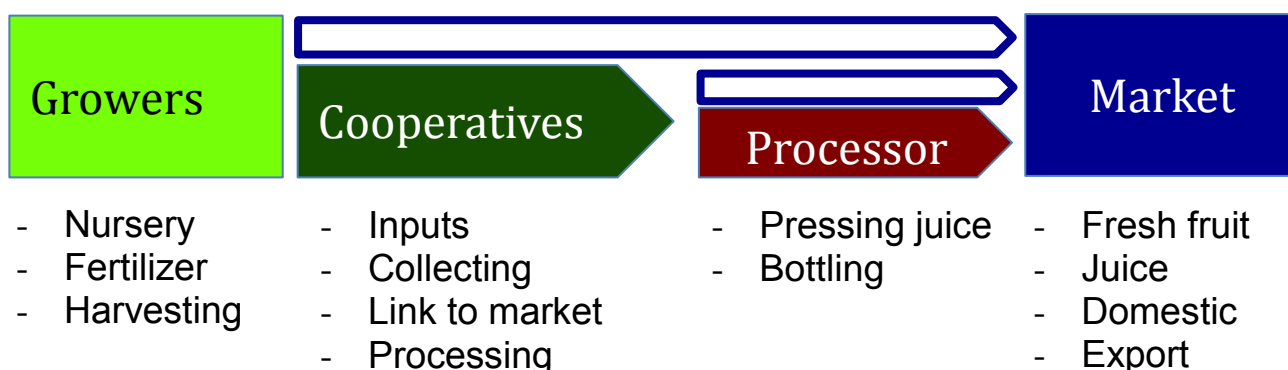 Growers
Cooperatives
Processor
Market
- Nursery
- Fertilizer
- Harvesting
- Inputs
- Collecting
- Link to market
- Processing
- Pressing juice
- Bottling
- Fresh fruit
- Juice
- Domestic
- Export